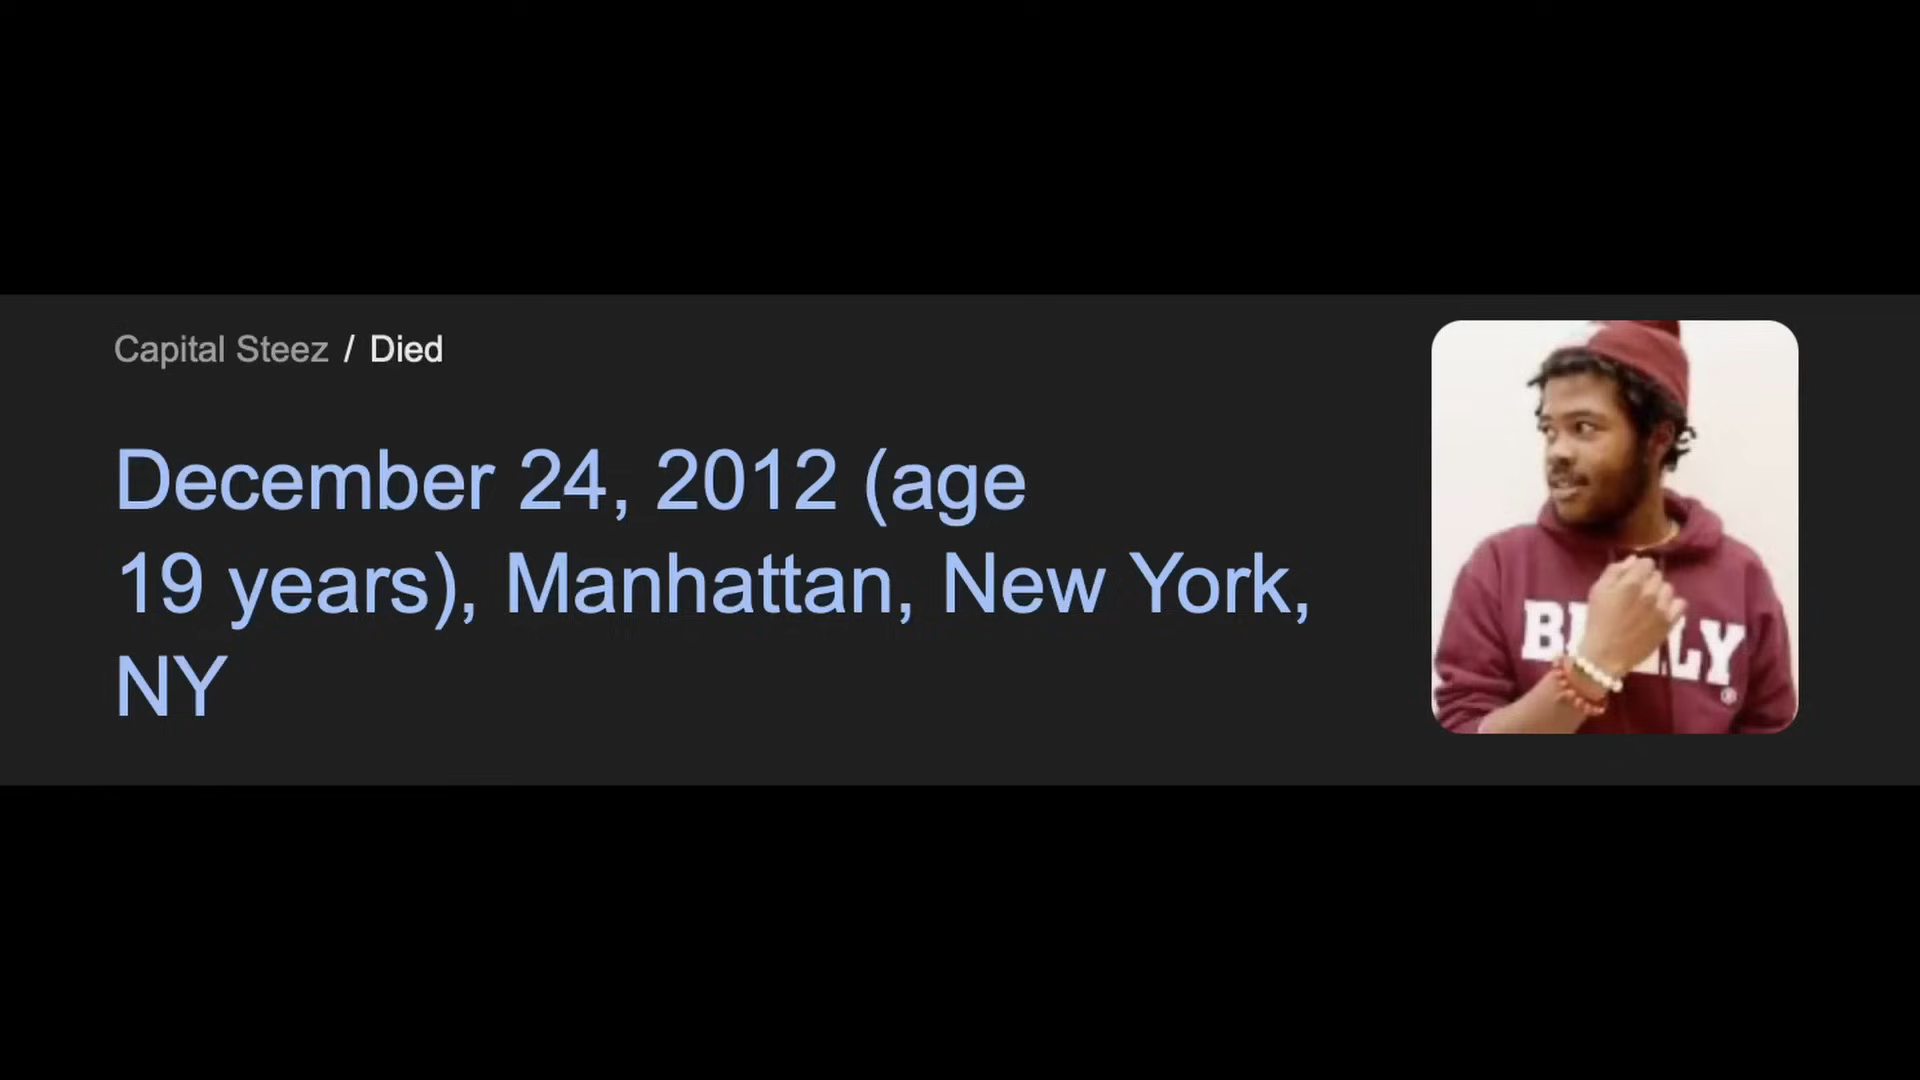 Capital Steez / Died
December 24, 2012 (age
19 years), Manhattan, New York,
NY
®